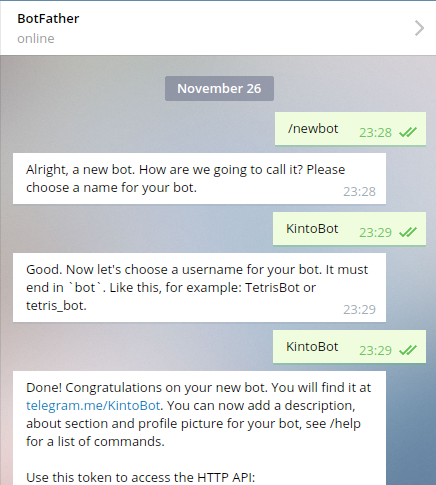 BotFather
online
November 26
/newbot 23:28
Alright, a new bot. How are we going to call it? Please
choose a name for your bot.
23:28
KintoBot 23:29
Good. Now let's choose a username for your bot. It must
end in `bot`. Like this, for example: TetrisBot or
tetris_bot.
23:29
KintoBot 23:29
Done! Congratulations on your new bot. You will find it at
telegram.me/KintoBot. You can now add a description,
about section and profile picture for your bot, see /help
for a list of commands.
Use this token to access the HTTP API: